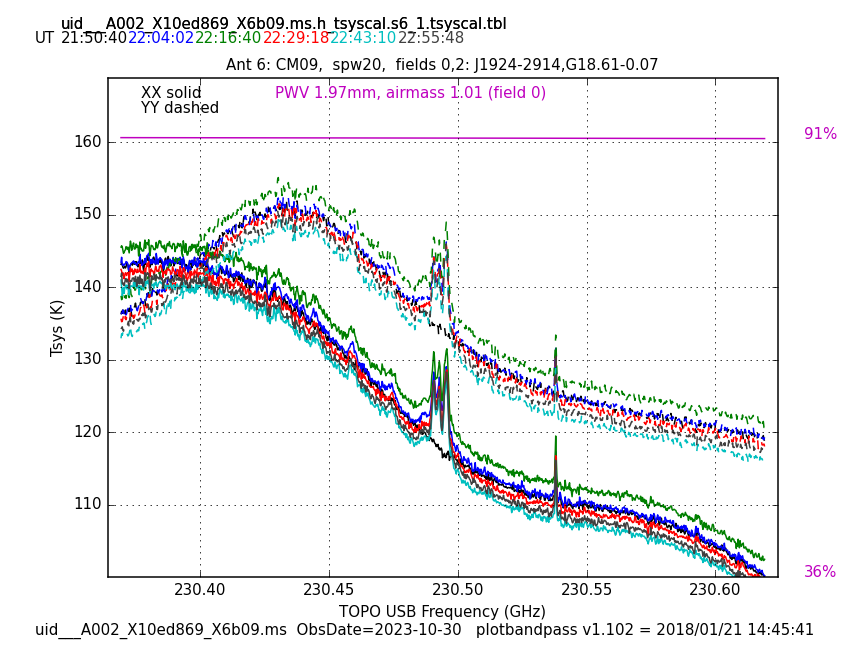 uid___A002_X10ed869_X6b09.ms.h_tsyscal.s6_1.tsyscal.tbl
UT 21:50:40 22:04:02 22:16:40 22:29:18 22:43:10 22:55:48
Ant 6: CM09,  spw20,  fields 0,2: J1924-2914,G18.61-0.07
XX solid
PWV 1.97mm, airmass 1.01 (field 0)
YY dashed
91%
160
150
140
130
120
110
Tsys (K)
36%
230.40 230.45 230.50 230.55 230.60
TOPO USB Frequency (GHz)
uid___A002_X10ed869_X6b09.ms  ObsDate=2023-10-30   plotbandpass v1.102 = 2018/01/21 14:45:41